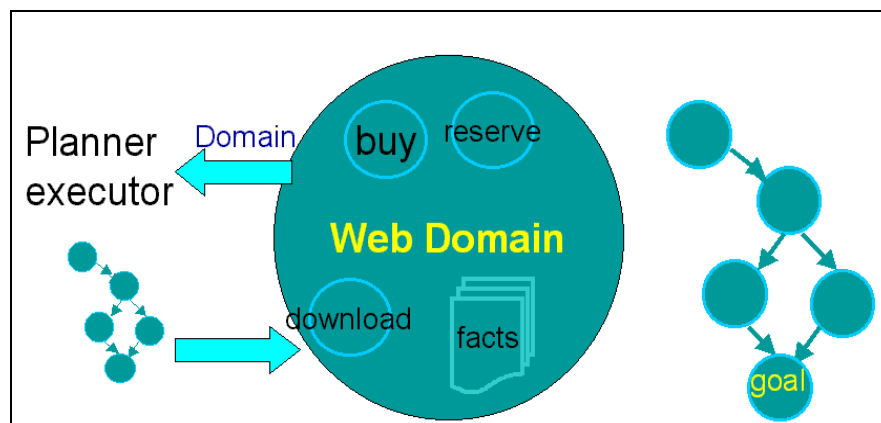 Planner
executor
Domain
buy
reserve
Web Domain
download
facts
goal